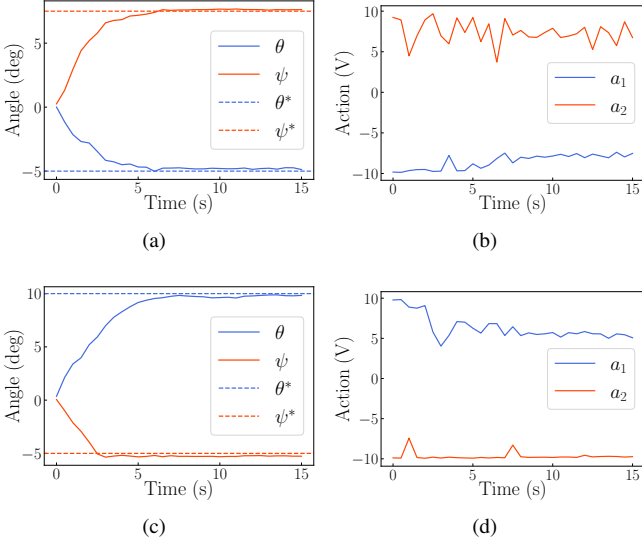 Angle (deg)
5
0
−5
0
5
10
15
Time (s)
θ
ψ
θ*
ψ*
(a)
Action (V)
10
5
0
−5
−10
0
5
10
15
Time (s)
a₁
a₂
(b)
Angle (deg)
10
5
0
−5
0
5
10
15
Time (s)
θ
ψ
θ*
ψ*
(c)
Action (V)
10
5
0
−5
−10
0
5
10
15
Time (s)
a₁
a₂
(d)